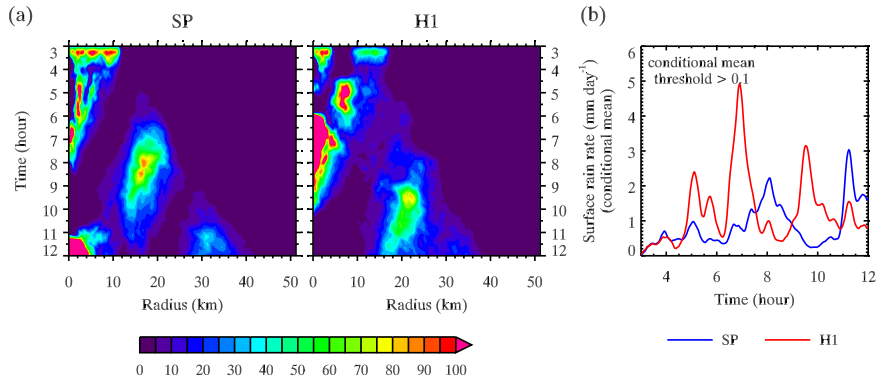 (a)
SP
H1
(b)
3
4
5
6
7
8
9
10
11
12
3
4
5
6
7
8
9
10
11
12
Time (hour)
0 10 20 30 40 50
0 10 20 30 40 50
Radius (km)
Radius (km)
0 10 20 30 40 50 60 70 80 90 100
conditional mean
threshold > 0.1
Surface rain rate (mm day-1)
(conditional mean)
6
5
4
3
2
1
0
4 6 8 10 12
Time (hour)
SP H1